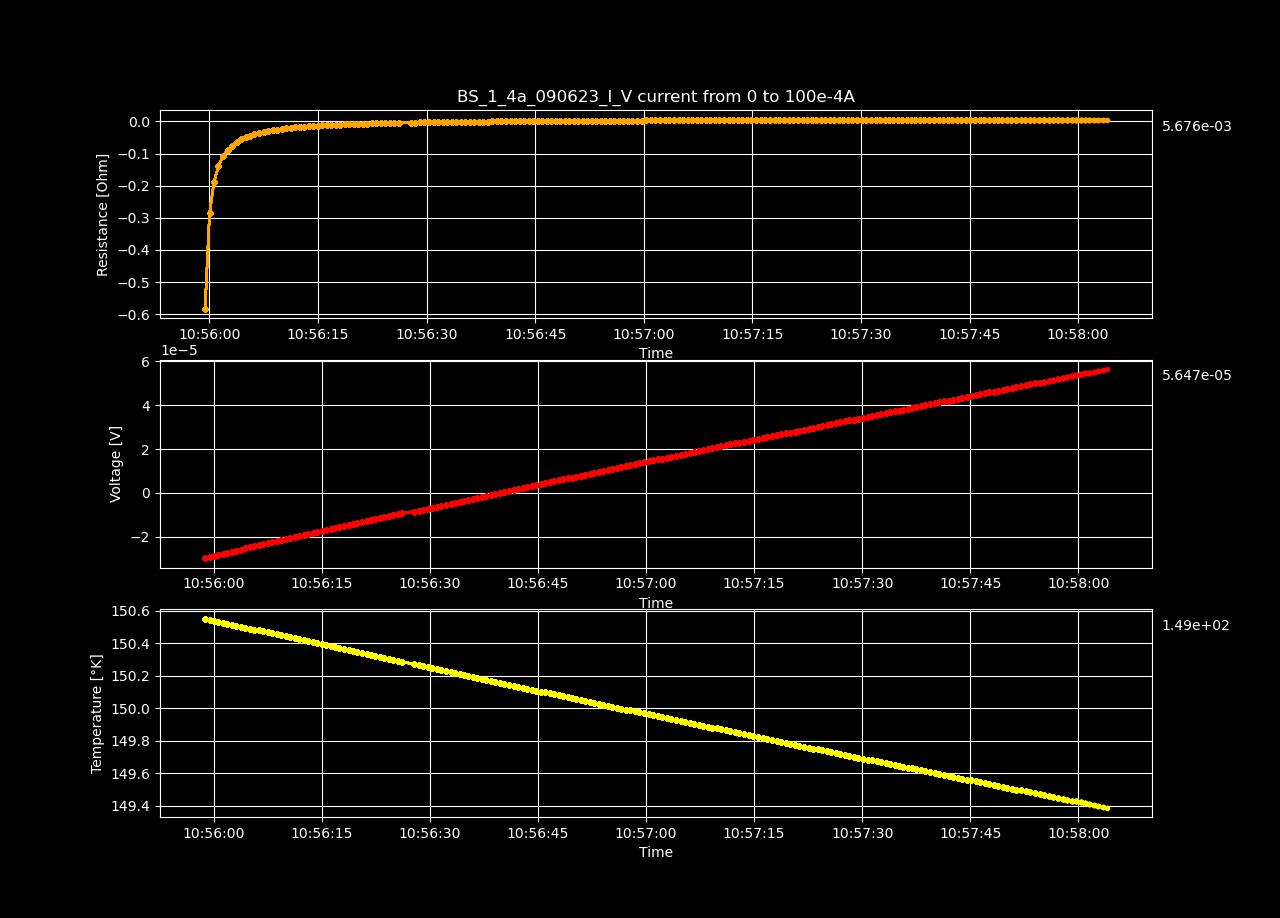 BS_1_4a_090623_I_V current from 0 to 100e-4A
Resistance [Ohm]
0.0
−0.1
−0.2
−0.3
−0.4
−0.5
−0.6
5.676e-03
10:56:00 10:56:15 10:56:30 10:56:45 10:57:00 10:57:15 10:57:30 10:57:45 10:58:00
Time
1e−5
Voltage [V]
6
4
2
0
−2
5.647e-05
10:56:00 10:56:15 10:56:30 10:56:45 10:57:00 10:57:15 10:57:30 10:57:45 10:58:00
Time
Temperature [°K]
150.6
150.4
150.2
150.0
149.8
149.6
149.4
1.49e+02
10:56:00 10:56:15 10:56:30 10:56:45 10:57:00 10:57:15 10:57:30 10:57:45 10:58:00
Time